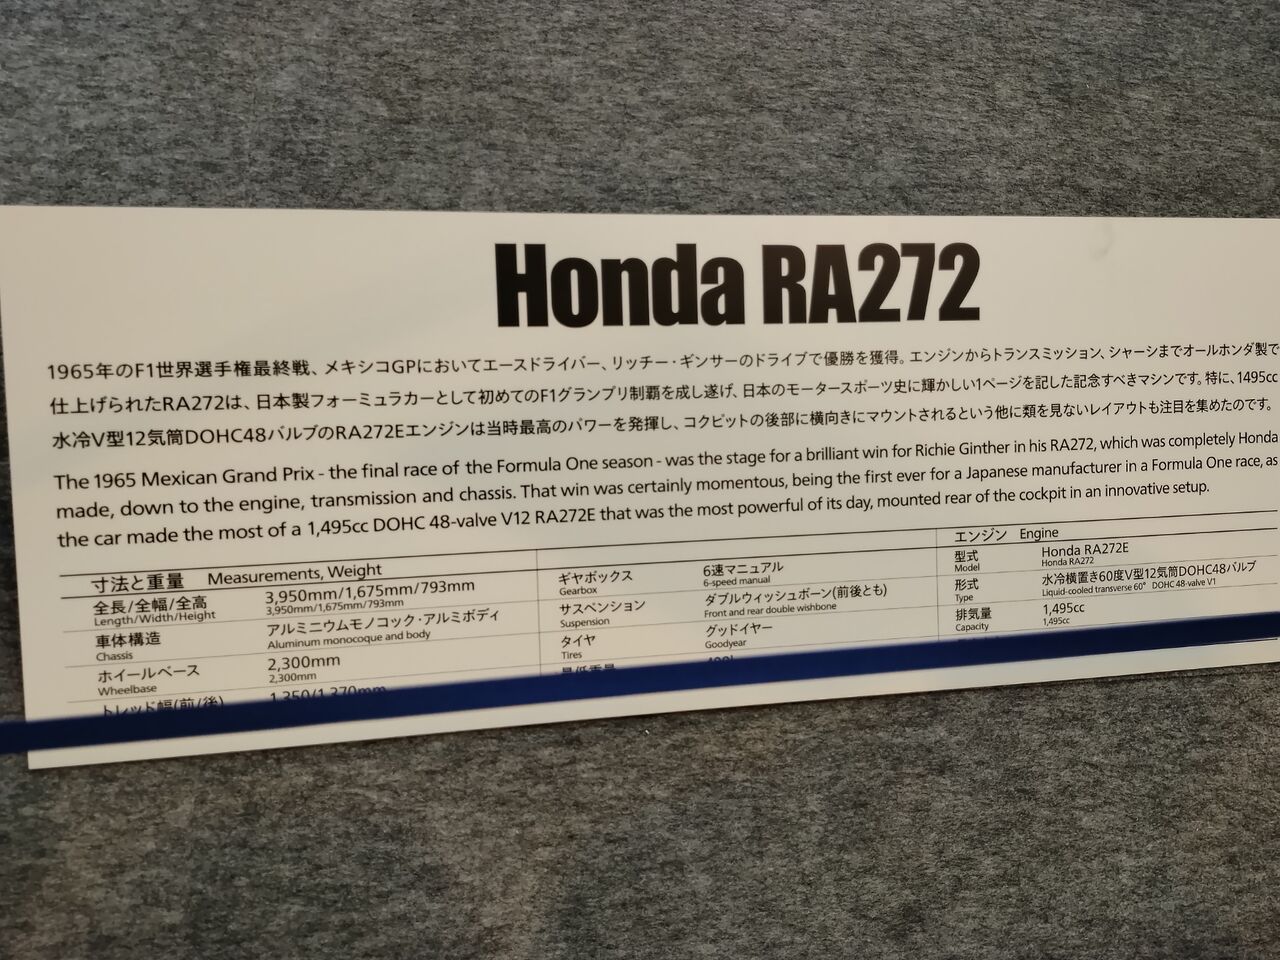 Honda RA272
1965年のF1世界選手権最終戦、メキシコGPにおいてエースドライバー、リッチー・ギンサーのドライブで優勝を獲得。エンジンからトランスミッション、シャーシまでオールホンダ製で
仕上げられたRA272は、日本製フォーミュラカーとして初めてのF1グランプリ制覇を成し遂げ、日本のモータースポーツ史に輝かしい1ページを記した記念すべきマシンです。特に、1495cc
水冷V型12気筒DOHC48バルブのRA272Eエンジンは当時最高のパワーを発揮し、コクピットの後部に横向きにマウントされるという他に類を見ないレイアウトも注目を集めたのです。
The 1965 Mexican Grand Prix - the final race of the Formula One season - was the stage for a brilliant win for Richie Ginther in his RA272, which was completely Honda
made, down to the engine, transmission and chassis. That win was certainly momentous, being the first ever for a Japanese manufacturer in a Formula One race, as
the car made the most of a 1,495cc DOHC 48-valve V12 RA272E that was the most powerful of its day, mounted rear of the cockpit in an innovative setup.
寸法と重量 Measurements, Weight
全長/全幅/全高 3,950mm/1,675mm/793mm
Length/Width/Height 3,950mm/1,675mm/793mm
車体構造 アルミニウムモノコック・アルミボディ
Chassis Aluminum monocoque and body
ホイールベース 2,300mm
Wheelbase 2,300mm
トレッド幅(前/後) 1,350/1,370mm
ギヤボックス 6速マニュアル
Gearbox 6-speed manual
サスペンション ダブルウィッシュボーン(前後とも)
Suspension Front and rear double wishbone
タイヤ グッドイヤー
Tires Goodyear
最低重量
エンジン Engine
型式 Honda RA272E
Model Honda RA272
形式 水冷横置き60度V型12気筒DOHC48バルブ
Type Liquid-cooled transverse 60° DOHC 48-valve V1
排気量 1,495cc
Capacity 1,495cc